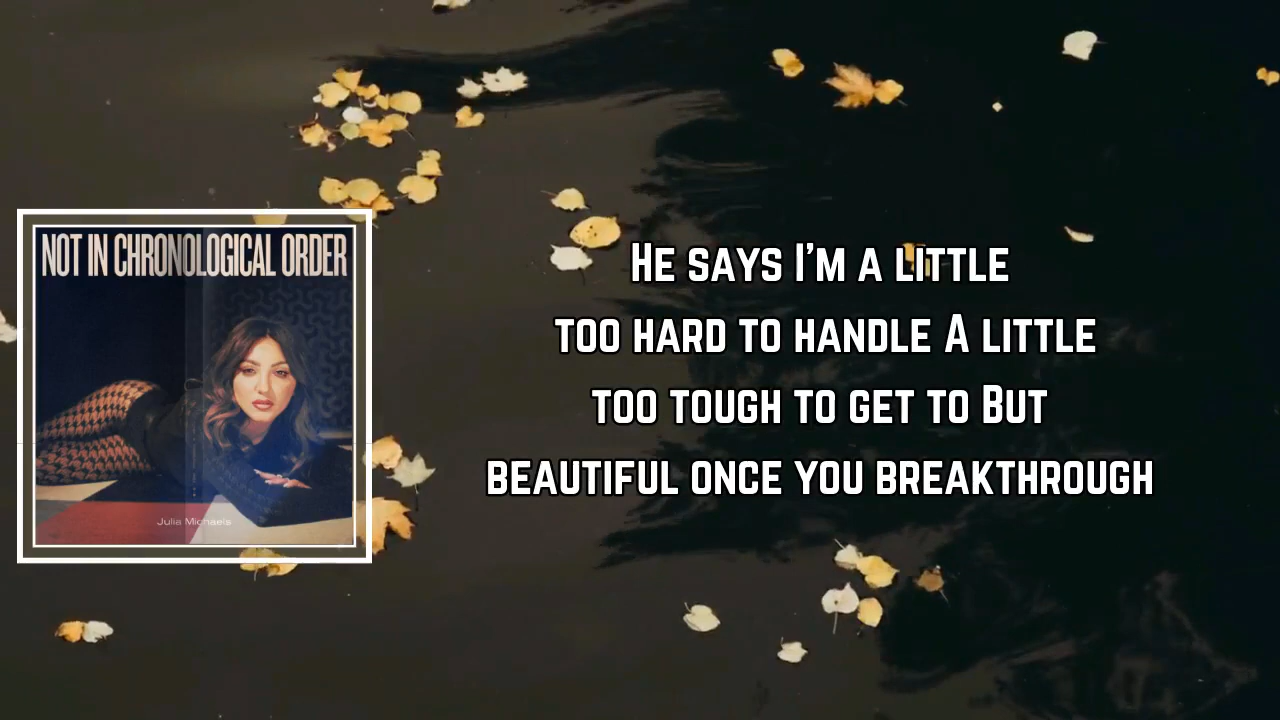 NOT IN CHRONOLOGICAL ORDER
Julia Michaels
HE SAYS I'M A LITTLE
TOO HARD TO HANDLE A LITTLE
TOO TOUGH TO GET TO BUT
BEAUTIFUL ONCE YOU BREAKTHROUGH